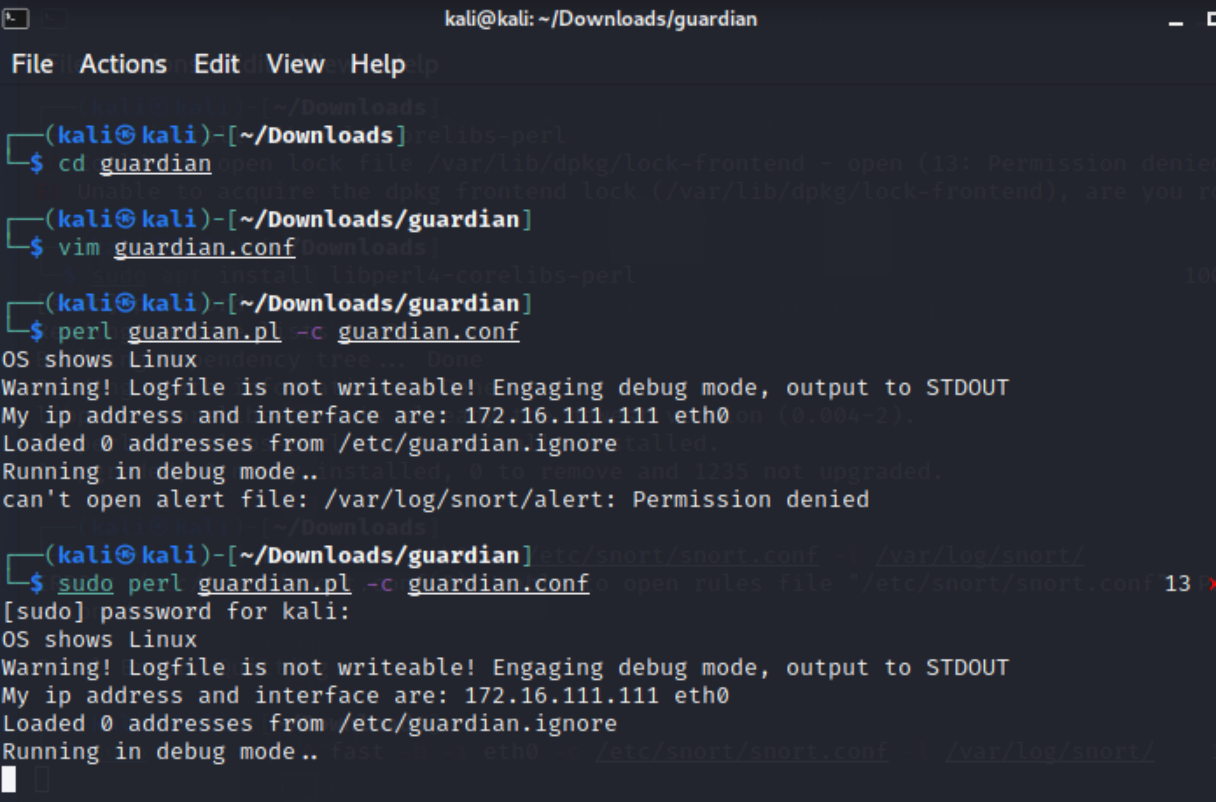 kali@kali: ~/Downloads/guardian
File Actions Edit View Help
┌──(kali㉿kali)-[~/Downloads]
└─$ cd guardian
┌──(kali㉿kali)-[~/Downloads/guardian]
└─$ vim guardian.conf
┌──(kali㉿kali)-[~/Downloads/guardian]
└─$ perl guardian.pl -c guardian.conf
OS shows Linux
Warning! Logfile is not writeable! Engaging debug mode, output to STDOUT
My ip address and interface are: 172.16.111.111 eth0
Loaded 0 addresses from /etc/guardian.ignore
Running in debug mode..
can't open alert file: /var/log/snort/alert: Permission denied
┌──(kali㉿kali)-[~/Downloads/guardian]
└─$ sudo perl guardian.pl -c guardian.conf 13
[sudo] password for kali:
OS shows Linux
Warning! Logfile is not writeable! Engaging debug mode, output to STDOUT
My ip address and interface are: 172.16.111.111 eth0
Loaded 0 addresses from /etc/guardian.ignore
Running in debug mode..